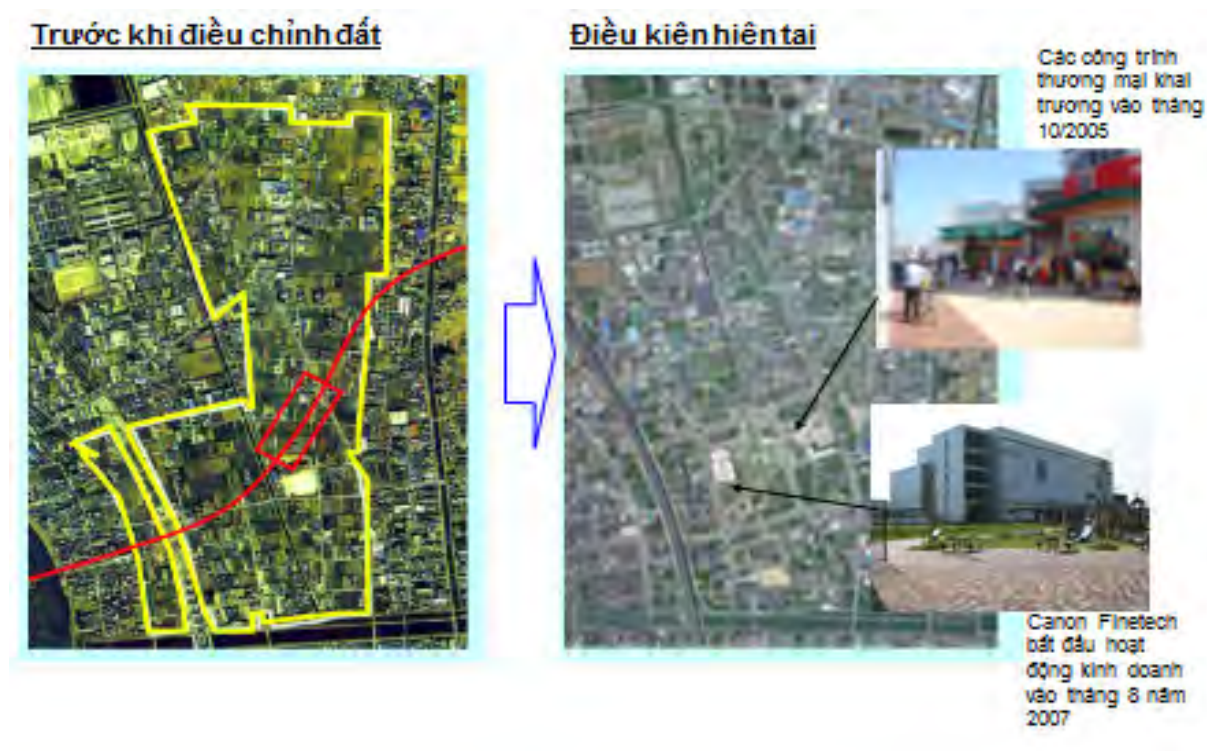 Trước khi điều chỉnh đất
Điều kiên hiên tai
Các công trình
thương mại khai
trương vào tháng
10/2005
Canon Finetech
bắt đầu hoạt
động kinh doanh
vào tháng 8 năm
2007